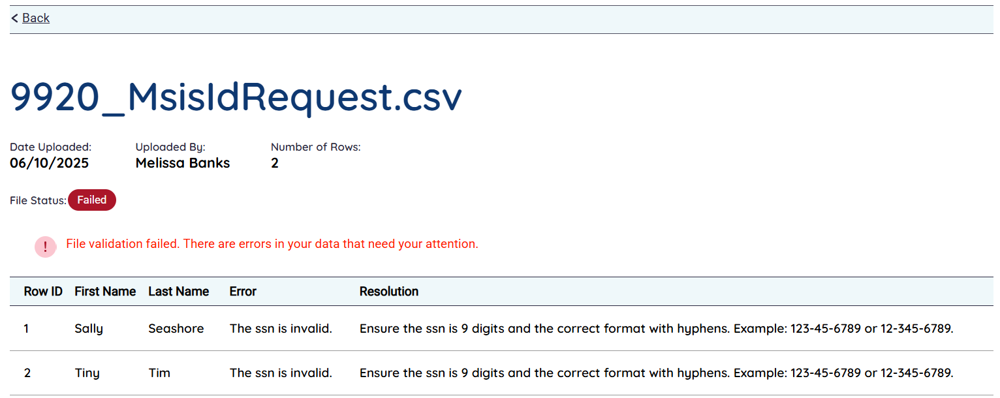 Back
9920_MsisIdRequest.csv
Date Uploaded: Uploaded By: Number of Rows:
06/10/2025 Melissa Banks 2
File Status: Failed
! File validation failed. There are errors in your data that need your attention.
Row ID First Name Last Name Error Resolution
1 Sally Seashore The ssn is invalid. Ensure the ssn is 9 digits and the correct format with hyphens. Example: 123-45-6789 or 12-345-6789.
2 Tiny Tim The ssn is invalid. Ensure the ssn is 9 digits and the correct format with hyphens. Example: 123-45-6789 or 12-345-6789.